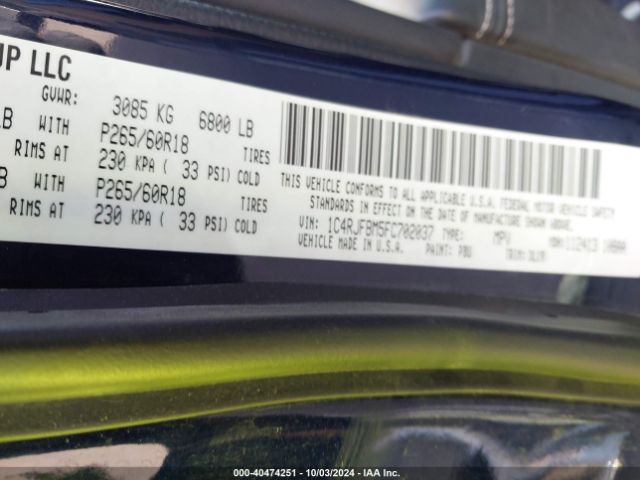 UP LLC
GVWR: 3085 KG 6800 LB
LB WITH P265/60R18 TIRES
RIMS AT 230 KPA ( 33 PSI) COLD
B WITH P265/60R18 TIRES
RIMS AT 230 KPA ( 33 PSI) COLD
THIS VEHICLE CONFORMS TO ALL APPLICABLE U.S.A. FEDERAL MOTOR VEHICLE SAFETY
STANDARDS IN EFFECT ON THE DATE OF MANUFACTURE SHOWN ABOVE.
VIN: 1C4RJFBM5FC702037 TYPE: MPV
VEHICLE MADE IN U.S.A. PAINT: PBU TRIM:
000-40474251 | 10/03/2024 | IAA Inc.